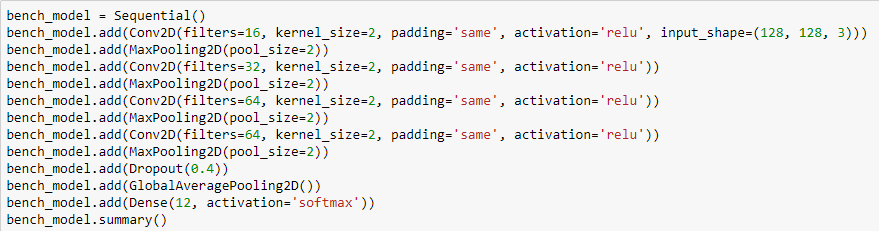 bench_model = Sequential()
bench_model.add(Conv2D(filters=16, kernel_size=2, padding='same', activation='relu', input_shape=(128, 128, 3)))
bench_model.add(MaxPooling2D(pool_size=2))
bench_model.add(Conv2D(filters=32, kernel_size=2, padding='same', activation='relu'))
bench_model.add(MaxPooling2D(pool_size=2))
bench_model.add(Conv2D(filters=64, kernel_size=2, padding='same', activation='relu'))
bench_model.add(MaxPooling2D(pool_size=2))
bench_model.add(Conv2D(filters=64, kernel_size=2, padding='same', activation='relu'))
bench_model.add(MaxPooling2D(pool_size=2))
bench_model.add(Dropout(0.4))
bench_model.add(GlobalAveragePooling2D())
bench_model.add(Dense(12, activation='softmax'))
bench_model.summary()